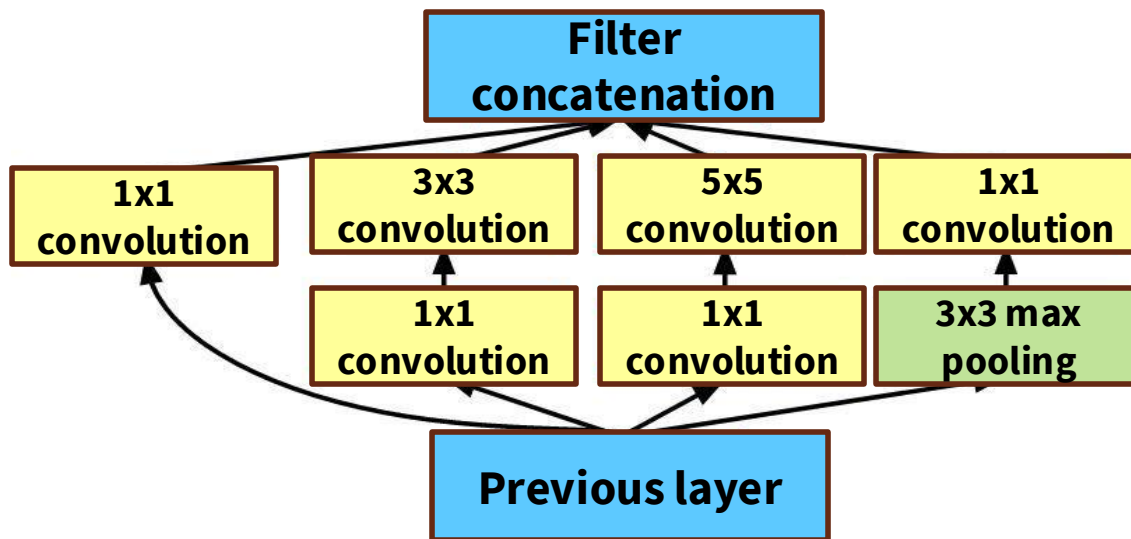 Filter
concatenation
1x1
convolution
3x3
convolution
5x5
convolution
1x1
convolution
1x1
convolution
1x1
convolution
3x3 max
pooling
Previous layer